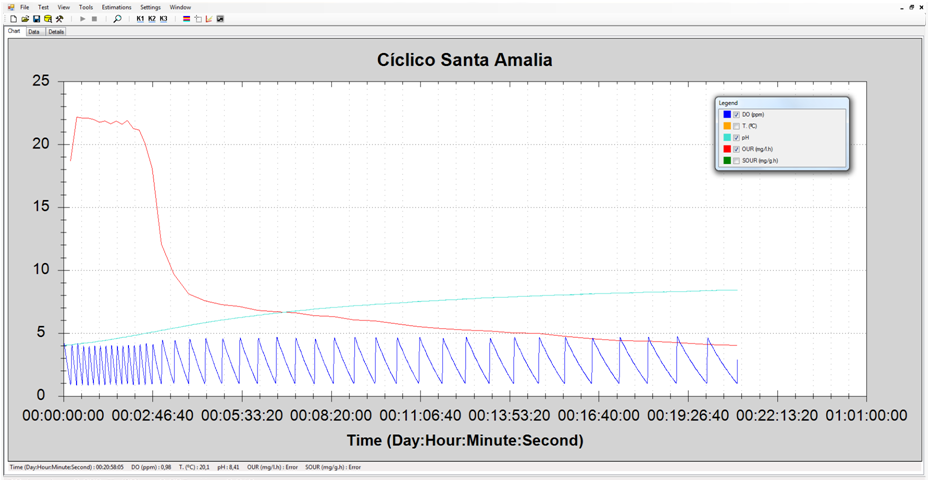 File Test View Tools Estimations Settings Window
K1 K2 K3
Chart Data Details
Cíclico Santa Amalia
25
20
15
10
5
0
Legend
DO (ppm)
T. (ºC)
pH
OUR (mg/l.h)
SOUR (mg/g.h)
00:00:00:00 00:02:46:40 00:05:33:20 00:08:20:00 00:11:06:40 00:13:53:20 00:16:40:00 00:19:26:40 00:22:13:20 01:01:00:00
Time (Day:Hour:Minute:Second)
Time (Day:Hour:Minute:Second) : 00:20:58:05 DO (ppm) : 0,98 T. (ºC) : 20,1 pH : 8,41 OUR (mg/l.h) : Error SOUR (mg/g.h) : Error